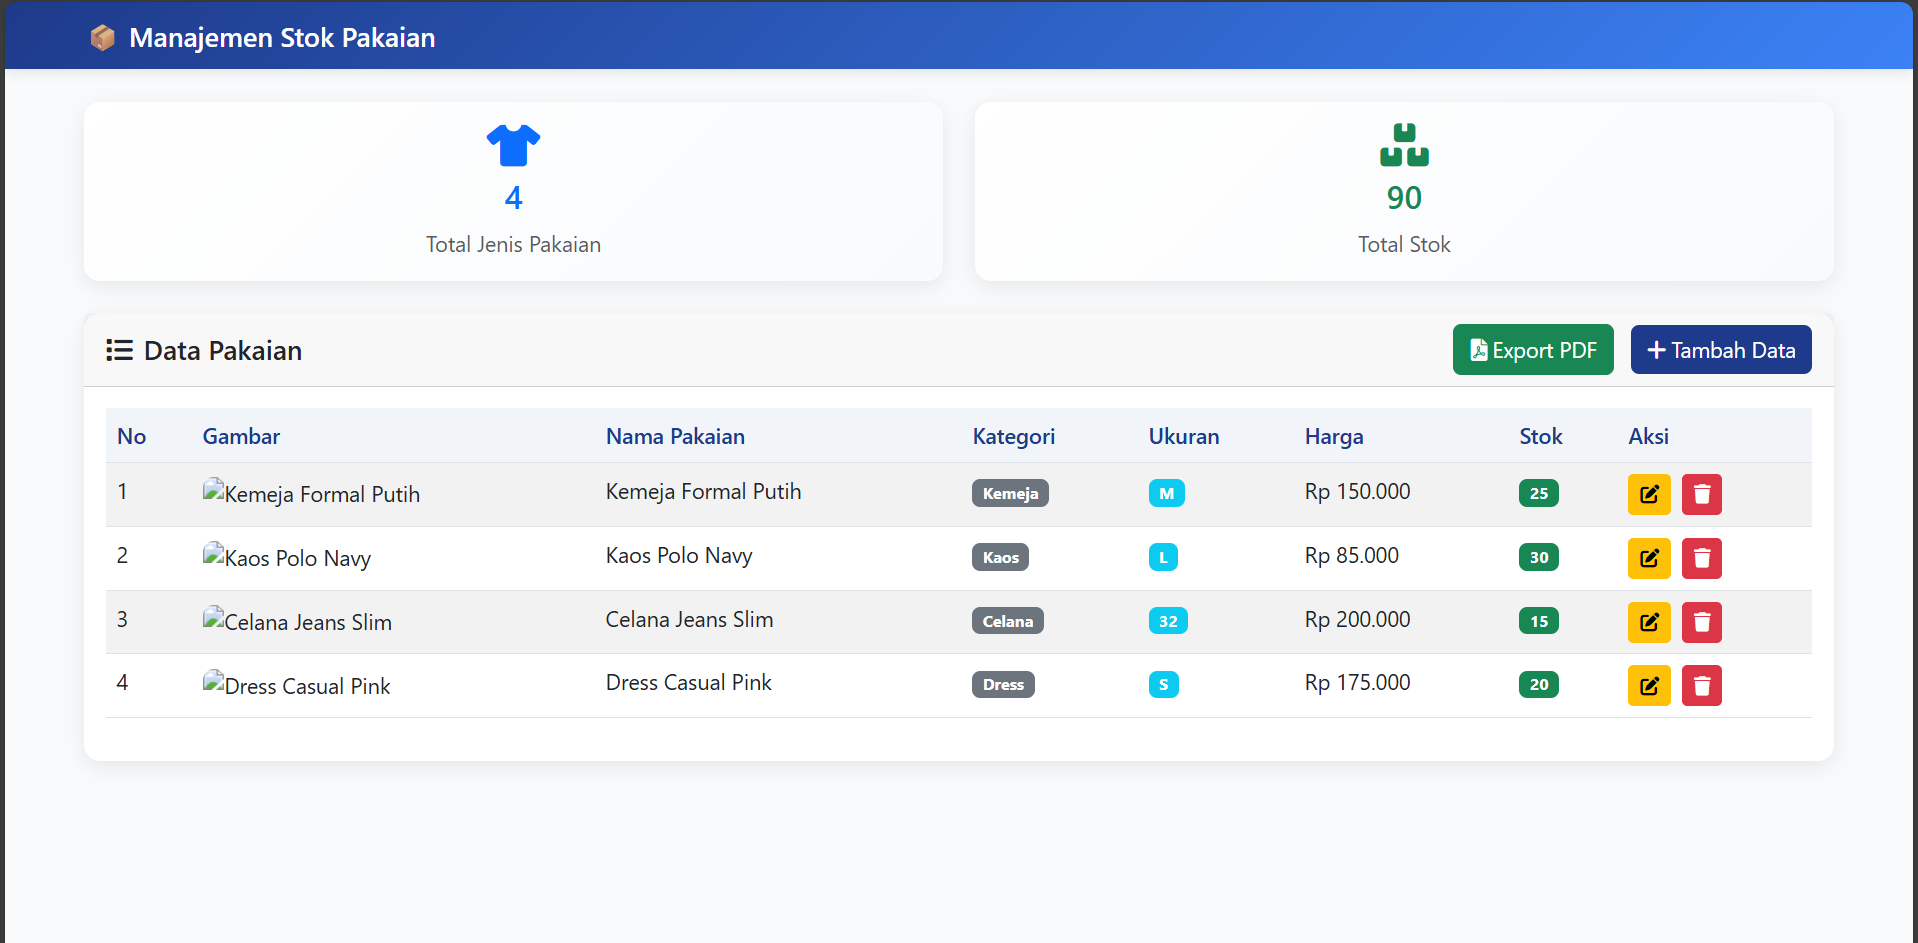 Manajemen Stok Pakaian
4
Total Jenis Pakaian
90
Total Stok
Data Pakaian
Export PDF
Tambah Data
No Gambar Nama Pakaian Kategori Ukuran Harga Stok Aksi
1 Kemeja Formal Putih Kemeja Formal Putih Kemeja M Rp 150.000 25
2 Kaos Polo Navy Kaos Polo Navy Kaos L Rp 85.000 30
3 Celana Jeans Slim Celana Jeans Slim Celana 32 Rp 200.000 15
4 Dress Casual Pink Dress Casual Pink Dress S Rp 175.000 20